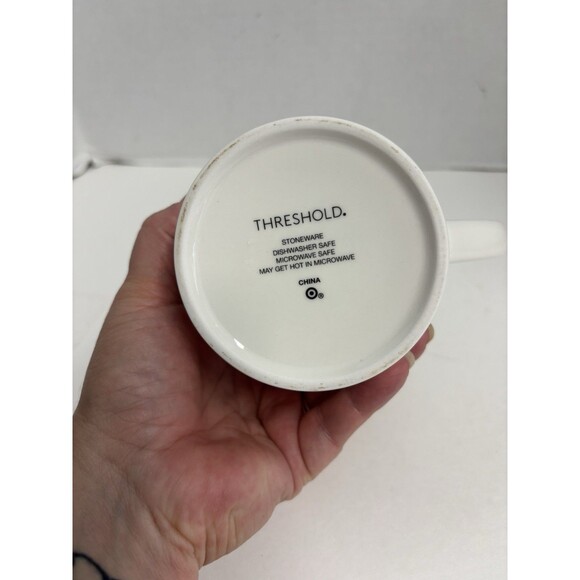 THRESHOLD.
STONEWARE
DISHWASHER SAFE
MICROWAVE SAFE
MAY GET HOT IN MICROWAVE
CHINA
®